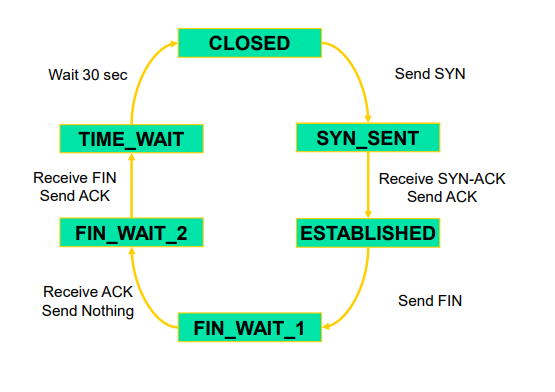 CLOSED
Wait 30 sec
Send SYN
TIME_WAIT
SYN_SENT
Receive FIN
Send ACK
Receive SYN-ACK
Send ACK
FIN_WAIT_2
ESTABLISHED
Receive ACK
Send Nothing
Send FIN
FIN_WAIT_1